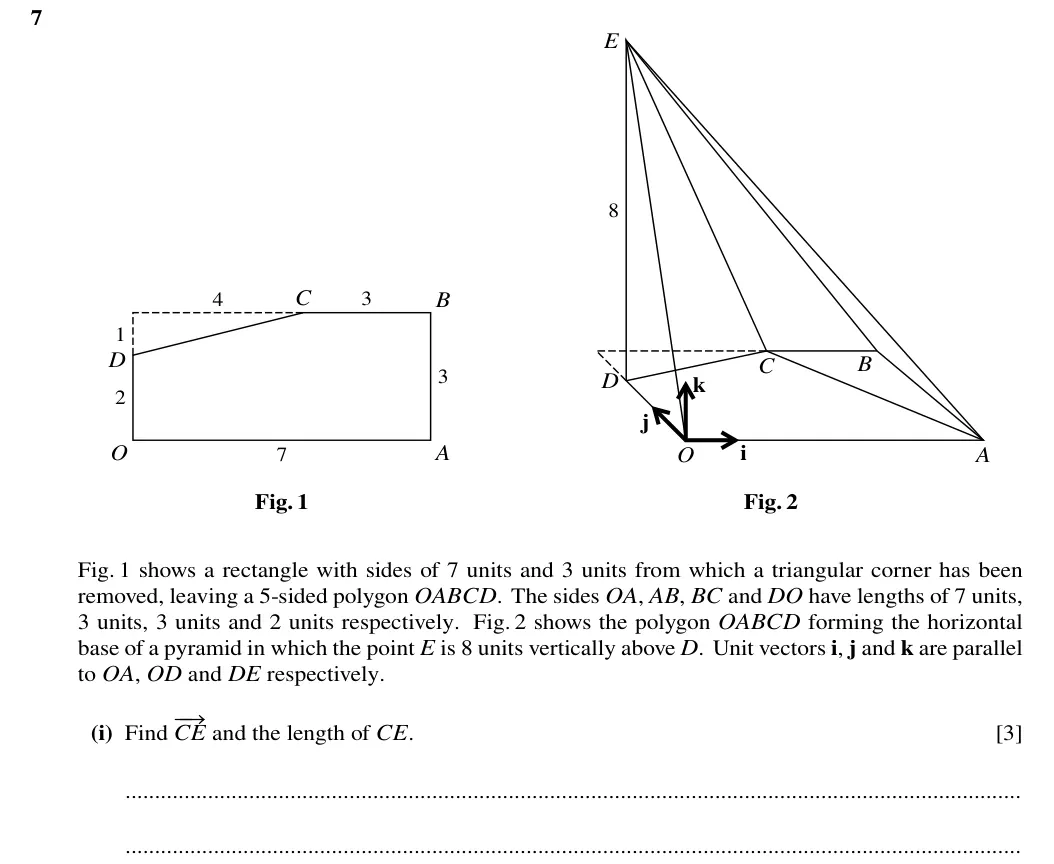 7
E
8
4 C 3 B
1
D
2
3
O 7 A
D C B
k
j
O i A
Fig. 1 Fig. 2
Fig. 1 shows a rectangle with sides of 7 units and 3 units from which a triangular corner has been
removed, leaving a 5-sided polygon OABCD. The sides OA, AB, BC and DO have lengths of 7 units,
3 units, 3 units and 2 units respectively. Fig. 2 shows the polygon OABCD forming the horizontal
base of a pyramid in which the point E is 8 units vertically above D. Unit vectors i, j and k are parallel
to OA, OD and DE respectively.
(i) Find $\overrightarrow{CE}$ and the length of CE. [3]